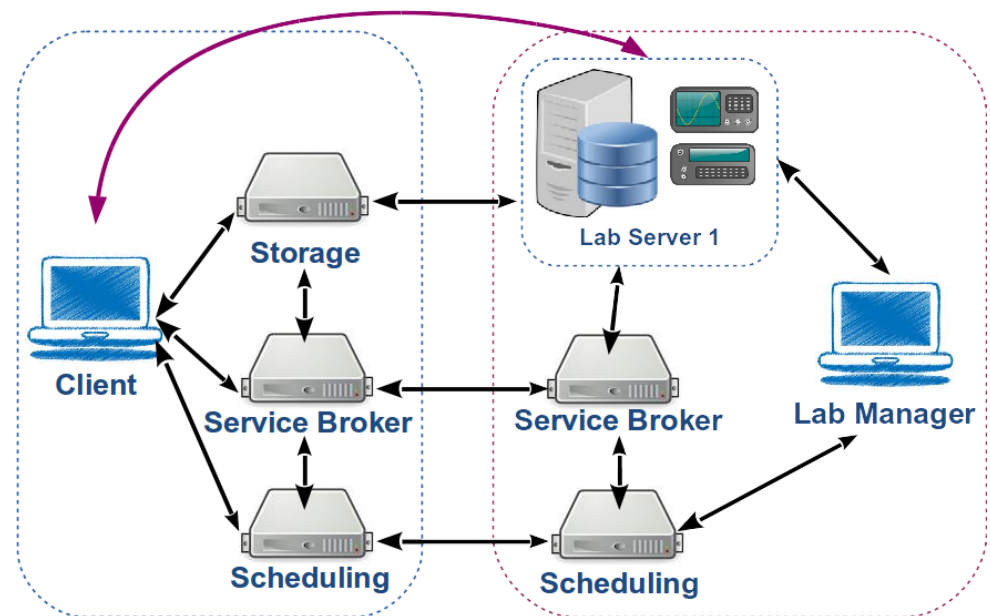 Lab Server 1
Storage
Client
Service Broker
Service Broker
Lab Manager
Scheduling
Scheduling